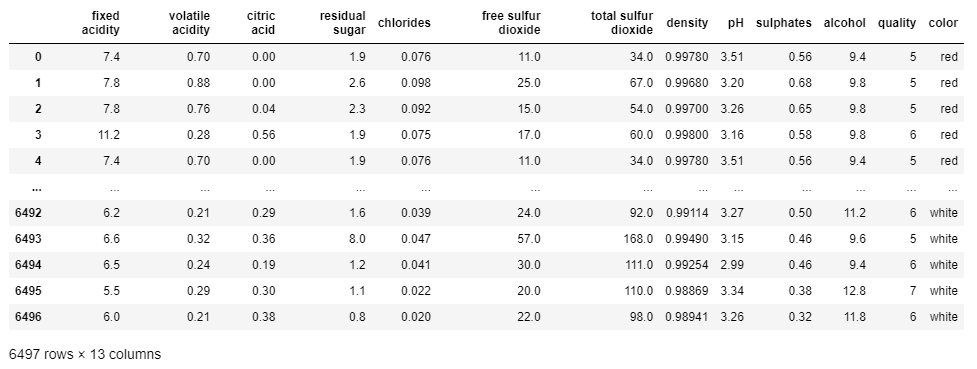 fixed acidity volatile acidity citric acid residual sugar chlorides free sulfur dioxide total sulfur dioxide density pH sulphates alcohol quality color
0 7.4 0.70 0.00 1.9 0.076 11.0 34.0 0.99780 3.51 0.56 9.4 5 red
1 7.8 0.88 0.00 2.6 0.098 25.0 67.0 0.99680 3.20 0.68 9.8 5 red
2 7.8 0.76 0.04 2.3 0.092 15.0 54.0 0.99700 3.26 0.65 9.8 5 red
3 11.2 0.28 0.56 1.9 0.075 17.0 60.0 0.99800 3.16 0.58 9.8 6 red
4 7.4 0.70 0.00 1.9 0.076 11.0 34.0 0.99780 3.51 0.56 9.4 5 red
... ... ... ... ... ... ... ... ... ... ... ... ... ...
6492 6.2 0.21 0.29 1.6 0.039 24.0 92.0 0.99114 3.27 0.50 11.2 6 white
6493 6.6 0.32 0.36 8.0 0.047 57.0 168.0 0.99490 3.15 0.46 9.6 5 white
6494 6.5 0.24 0.19 1.2 0.041 30.0 111.0 0.99254 2.99 0.46 9.4 6 white
6495 5.5 0.29 0.30 1.1 0.022 20.0 110.0 0.98869 3.34 0.38 12.8 7 white
6496 6.0 0.21 0.38 0.8 0.020 22.0 98.0 0.98941 3.26 0.32 11.8 6 white
6497 rows × 13 columns